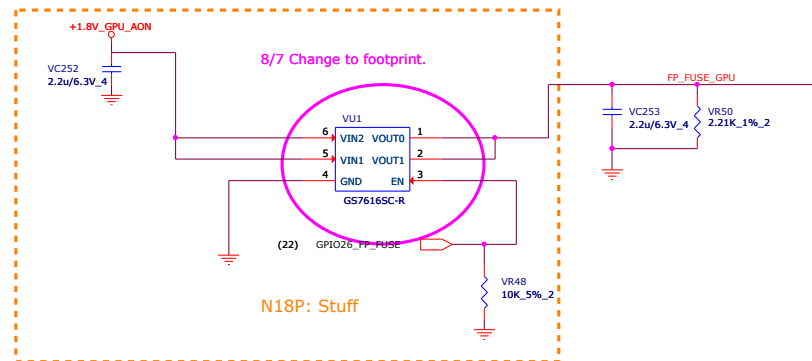 +1.8V_GPU_AON
8/7 Change to footprint.
VC252
2.2u/6.3V_4
FP_FUSE_GPU
VC253
2.2u/6.3V_4
VR50
2.21K_1%_2
VU1
6 VIN2 VOUT0 1
5 VIN1 VOUT1 2
4 GND EN 3
GS7616SC-R
(22) GPIO26_FP_FUSE
VR48
10K_5%_2
N18P: Stuff